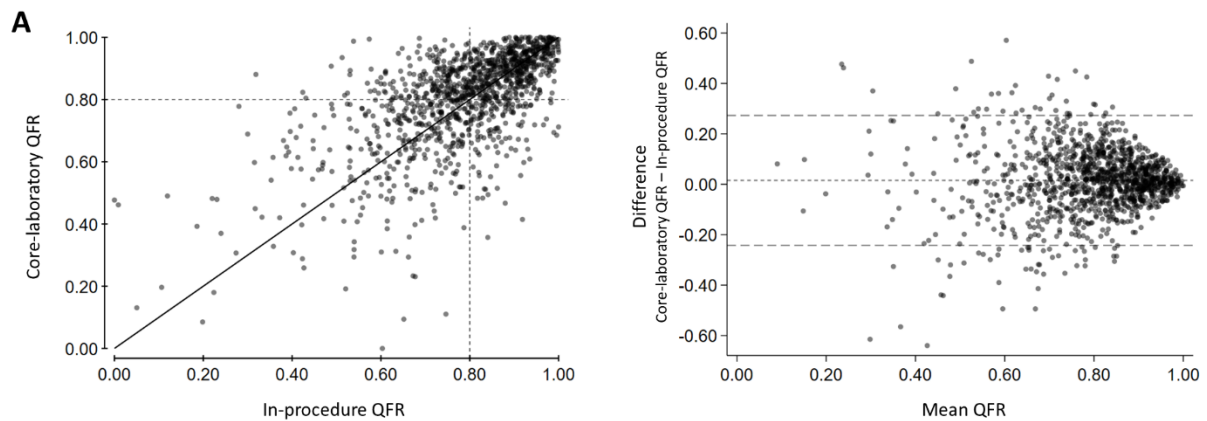 A
1.00
0.80
0.60
0.40
0.20
0.00
Core-laboratory QFR
0.00 0.20 0.40 0.60 0.80 1.00
In-procedure QFR
0.60
0.40
0.20
0.00
-0.20
-0.40
-0.60
Difference
Core-laboratory QFR – In-procedure QFR
0.00 0.20 0.40 0.60 0.80 1.00
Mean QFR